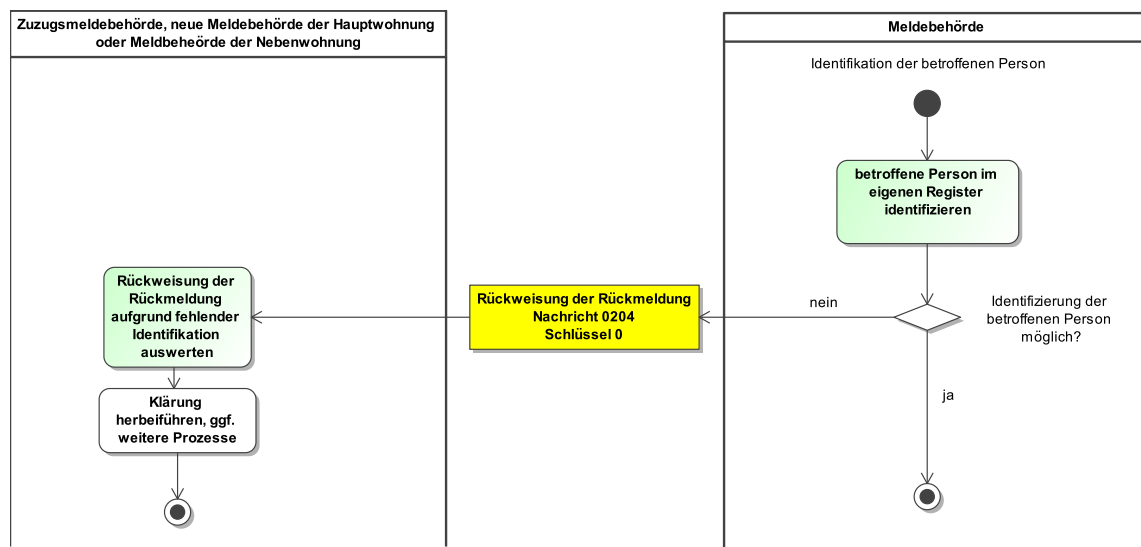 Zuzugsmeldebehörde, neue Meldebehörde der Hauptwohnung
oder Meldbeheörde der Nebenwohnung
Meldebehörde
Identifikation der betroffenen Person
betroffene Person im
eigenen Register
identifizieren
Rückweisung der
Rückmeldung
aufgrund fehlender
Identifikation
auswerten
Rückweisung der Rückmeldung
Nachricht 0204
Schlüssel 0
nein
Identifizierung der
betroffenen Person
möglich?
Klärung
herbeiführen, ggf.
weitere Prozesse
ja